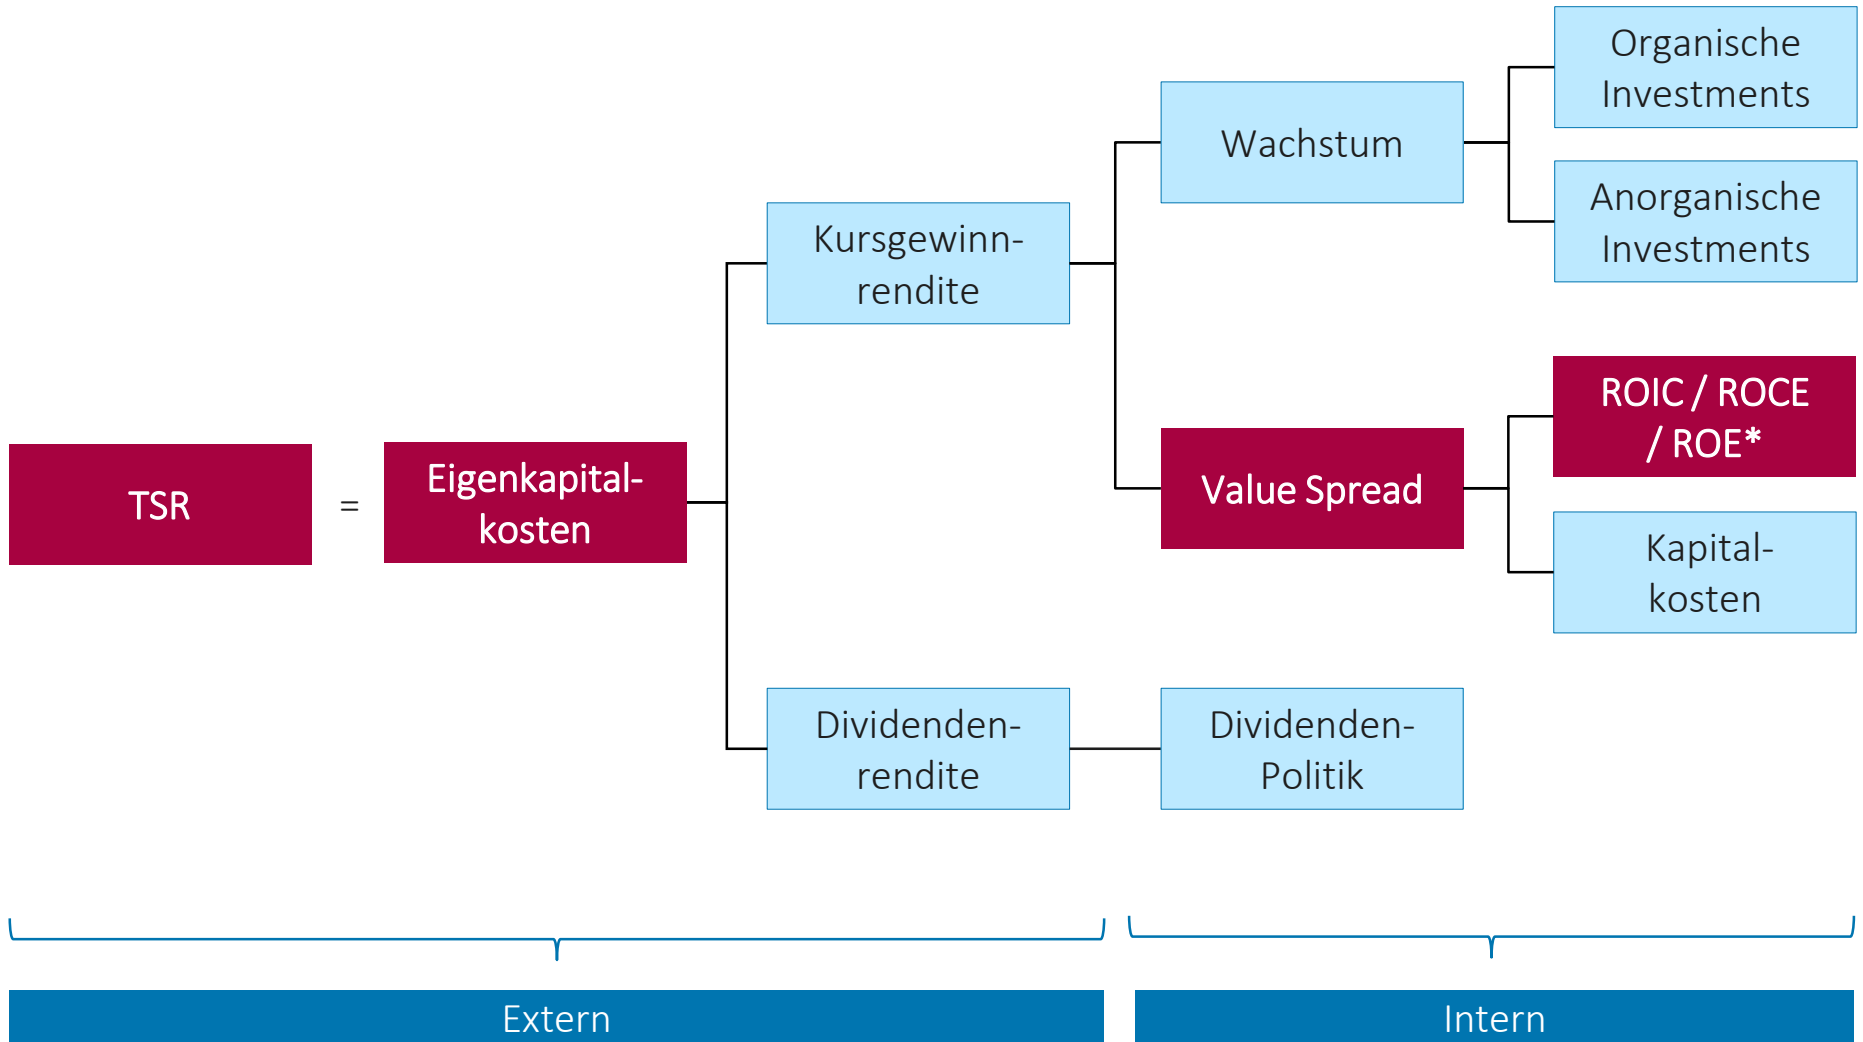 Organische
Investments
Wachstum
Anorganische
Investments
Kursgewinn-
rendite
ROIC / ROCE
/ ROE*
Value Spread
TSR
=
Eigenkapital-
kosten
Kapital-
kosten
Dividenden-
rendite
Dividenden-
Politik
Extern
Intern